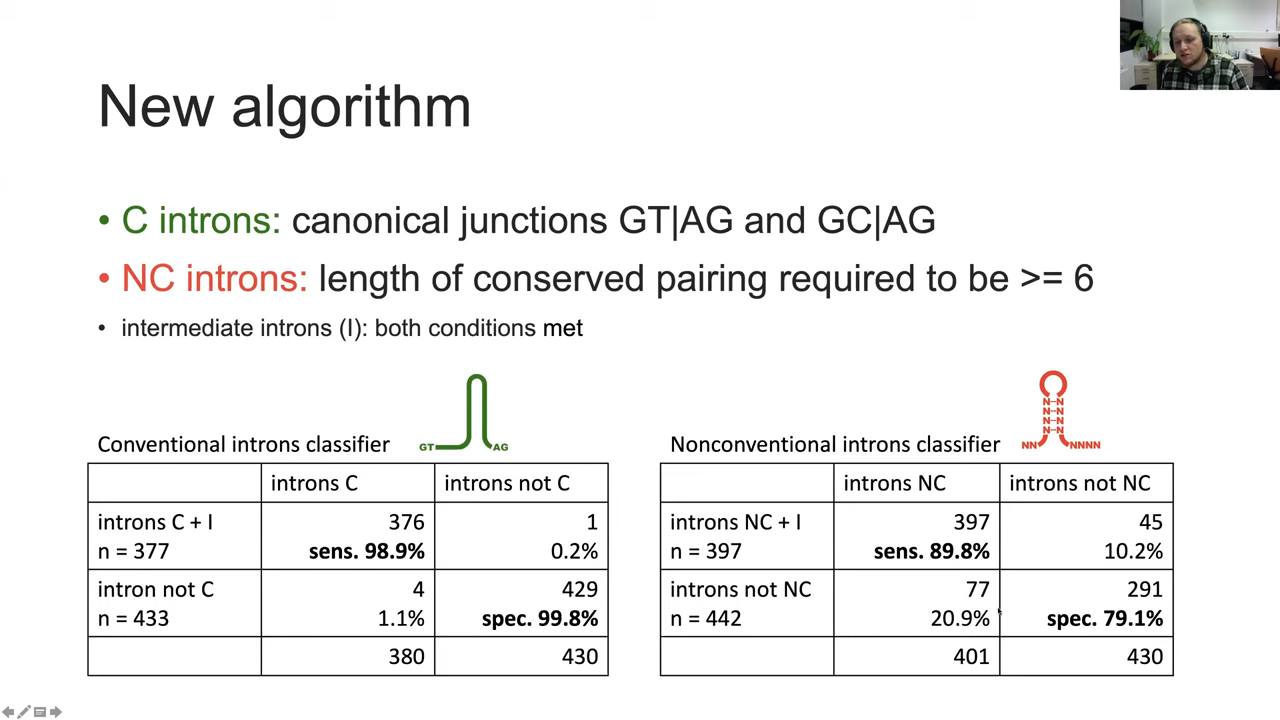 New algorithm
• C introns: canonical junctions GT|AG and GC|AG
• NC introns: length of conserved pairing required to be >= 6
• intermediate introns (I): both conditions met
Conventional introns classifier
GT AG
introns C introns not C
introns C + I 376 1
n = 377 sens. 98.9% 0.2%
intron not C 4 429
n = 433 1.1% spec. 99.8%
380 430
Nonconventional introns classifier
N--N
N--N
N--N
N--N
NN NNNN
introns NC introns not NC
introns NC + I 397 45
n = 397 sens. 89.8% 10.2%
introns not NC 77 291
n = 442 20.9% spec. 79.1%
401 430